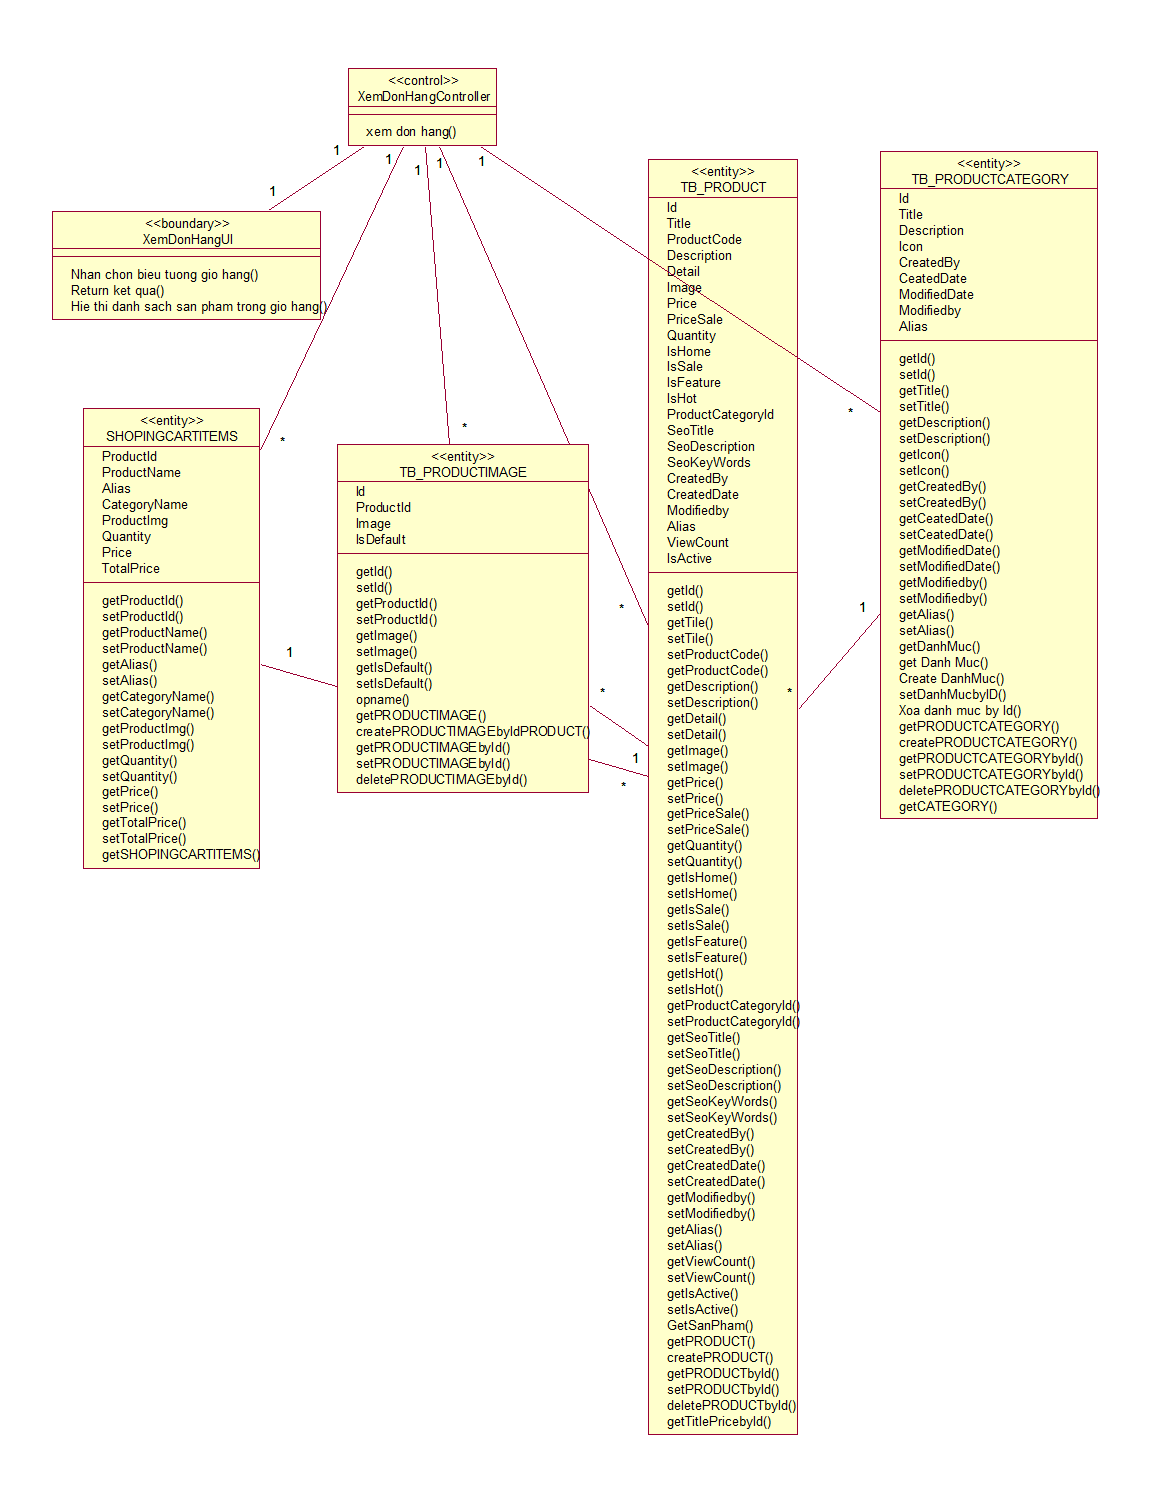 <<control>>
XemDonHangController
xem don hang()
1
1
1
1
1
1
<<boundary>>
XemDonHangUI
Nhan chon bieu tuong gio hang()
Return ket qua()
Hie thi danh sach san pham trong gio hang()
<<entity>>
SHOPINGCARTITEMS
ProductId
ProductName
Alias
CategoryName
ProductImg
Quantity
Price
TotalPrice
getProductId()
setProductId()
getProductName()
setProductName()
getAlias()
setAlias()
getCategoryName()
setCategoryName()
getProductImg()
setProductImg()
getQuantity()
setQuantity()
getPrice()
setPrice()
getTotalPrice()
setTotalPrice()
getSHOPINGCARTITEMS()
*
1
*
<<entity>>
TB_PRODUCTIMAGE
Id
ProductId
Image
IsDefault
getId()
setId()
getProductId()
setProductId()
getImage()
setImage()
getIsDefault()
setIsDefault()
opname()
getPRODUCTIMAGE()
createPRODUCTIMAGEbyIdPRODUCT()
getPRODUCTIMAGEbyId()
setPRODUCTIMAGEbyId()
deletePRODUCTIMAGEbyId()
*
*
1
*
<<entity>>
TB_PRODUCT
Id
Title
ProductCode
Description
Detail
Image
Price
PriceSale
Quantity
IsHome
IsSale
IsFeature
IsHot
ProductCategoryId
SeoTitle
SeoDescription
SeoKeyWords
CreatedBy
CreatedDate
Modifiedby
Alias
ViewCount
IsActive
getId()
setId()
getTile()
setTile()
setProductCode()
getProductCode()
getDescription()
setDescription()
getDetail()
setDetail()
getImage()
setImage()
getPrice()
setPrice()
getPriceSale()
setPriceSale()
getQuantity()
setQuantity()
getIsHome()
setIsHome()
getIsSale()
setIsSale()
getIsFeature()
setIsFeature()
getIsHot()
setIsHot()
getProductCategoryId()
setProductCategoryId()
getSeoTitle()
setSeoTitle()
getSeoDescription()
setSeoDescription()
getSeoKeyWords()
setSeoKeyWords()
getCreatedBy()
setCreatedBy()
getCreatedDate()
setCreatedDate()
getModifiedby()
setModifiedby()
getAlias()
setAlias()
getViewCount()
setViewCount()
getIsActive()
setIsActive()
GetSanPham()
getPRODUCT()
createPRODUCT()
getPRODUCTbyId()
setPRODUCTbyId()
deletePRODUCTbyId()
getTitlePricebyId()
*
1
*
<<entity>>
TB_PRODUCTCATEGORY
Id
Title
Description
Icon
CreatedBy
CeatedDate
ModifiedDate
Modifiedby
Alias
getId()
setId()
getTitle()
setTitle()
getDescription()
setDescription()
getIcon()
setIcon()
getCreatedBy()
setCreatedBy()
getCeatedDate()
setCeatedDate()
getModifiedDate()
setModifiedDate()
getModifiedby()
setModifiedby()
getAlias()
setAlias()
getDanhMuc()
get Danh Muc()
Create DanhMuc()
setDanhMucbyID()
Xoa danh muc by Id()
getPRODUCTCATEGORY()
createPRODUCTCATEGORY()
getPRODUCTCATEGORYbyId()
setPRODUCTCATEGORYbyId()
deletePRODUCTCATEGORYbyId()
getCATEGORY()